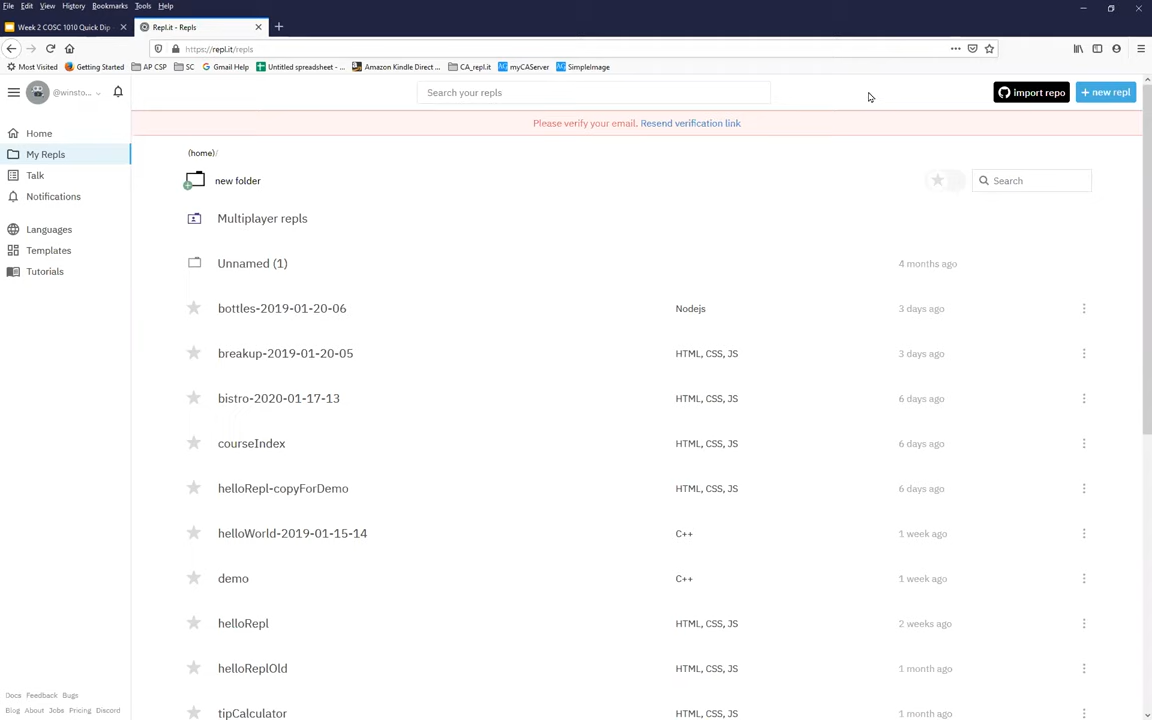 File Edit View History Bookmarks Tools Help
Week 2 COSC 1010 Quick Dip
Repl.it - Repls
https://repl.it/repls
Most Visited Getting Started AP CSP SC Gmail Help Untitled spreadsheet - ... Amazon Kindle Direct ... CA_repl.it myCAServer SimpleImage
@winsto...
Search your repls
import repo
+ new repl
Please verify your email. Resend verification link
Home
My Repls
Talk
Notifications
Languages
Templates
Tutorials
(home)/
new folder
Search
Multiplayer repls
Unnamed (1) 4 months ago
bottles-2019-01-20-06 Nodejs 3 days ago
breakup-2019-01-20-05 HTML, CSS, JS 3 days ago
bistro-2020-01-17-13 HTML, CSS, JS 6 days ago
courseIndex HTML, CSS, JS 6 days ago
helloRepl-copyForDemo HTML, CSS, JS 6 days ago
helloWorld-2019-01-15-14 C++ 1 week ago
demo C++ 1 week ago
helloRepl HTML, CSS, JS 2 weeks ago
helloReplOld HTML, CSS, JS 1 month ago
tipCalculator HTML, CSS, JS 1 month ago
Docs Feedback Bugs
Blog About Jobs Pricing Discord